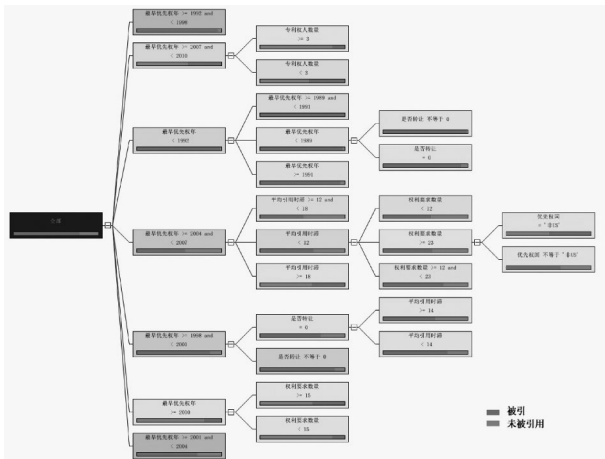 最早优先权年 >= 1992 and
< 1998
最早优先权年 >= 2007 and
< 2010
专利权人数量
>= 3
专利权人数量
< 3
最早优先权年
< 1992
最早优先权年 >= 1989 and
< 1991
最早优先权年
< 1989
最早优先权年
>= 1991
是否转让 不等于 0
是否转让
= 0
最早优先权年 >= 2004 and
< 2007
平均引用时滞 >= 12 and
< 18
平均引用时滞
< 12
平均引用时滞
>= 18
权利要求数量
< 12
权利要求数量
>= 23
权利要求数量 >= 12 and
< 23
优先权国
优先权国 不等于
最早优先权年 >= 1998 and
< 2001
是否转让
= 0
是否转让 不等于 0
平均引用时滞
>= 14
平均引用时滞
< 14
最早优先权年
>= 2010
权利要求数量
>= 15
权利要求数量
< 15
最早优先权年 >= 2001 and
< 2004
被引
未被引用